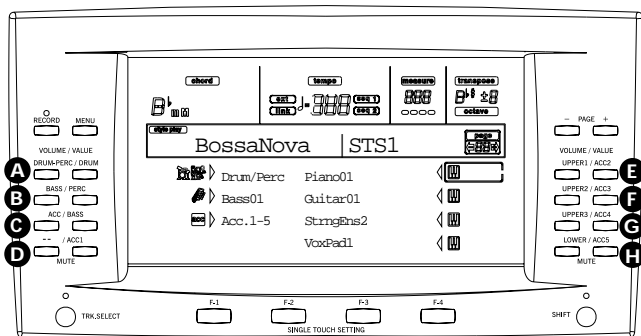 chord tempo measure transpose
ext seq 1
link seq 2
octave
RECORD MENU
- PAGE +
style play
BossaNova STS1
page
VOLUME / VALUE
VOLUME / VALUE
A DRUM-PERC / DRUM
Drum/Perc Piano01
UPPER1 / ACC2 E
B BASS / PERC
Bass01 Guitar01
UPPER2 / ACC3 F
C ACC / BASS
ACC Acc.1-5 StrngEns2
UPPER3 / ACC4 G
D -- / ACC1
VoxPad1
LOWER / ACC5 H
MUTE
MUTE
TRK.SELECT
F-1 F-2 F-3 F-4
SHIFT
SINGLE TOUCH SETTING